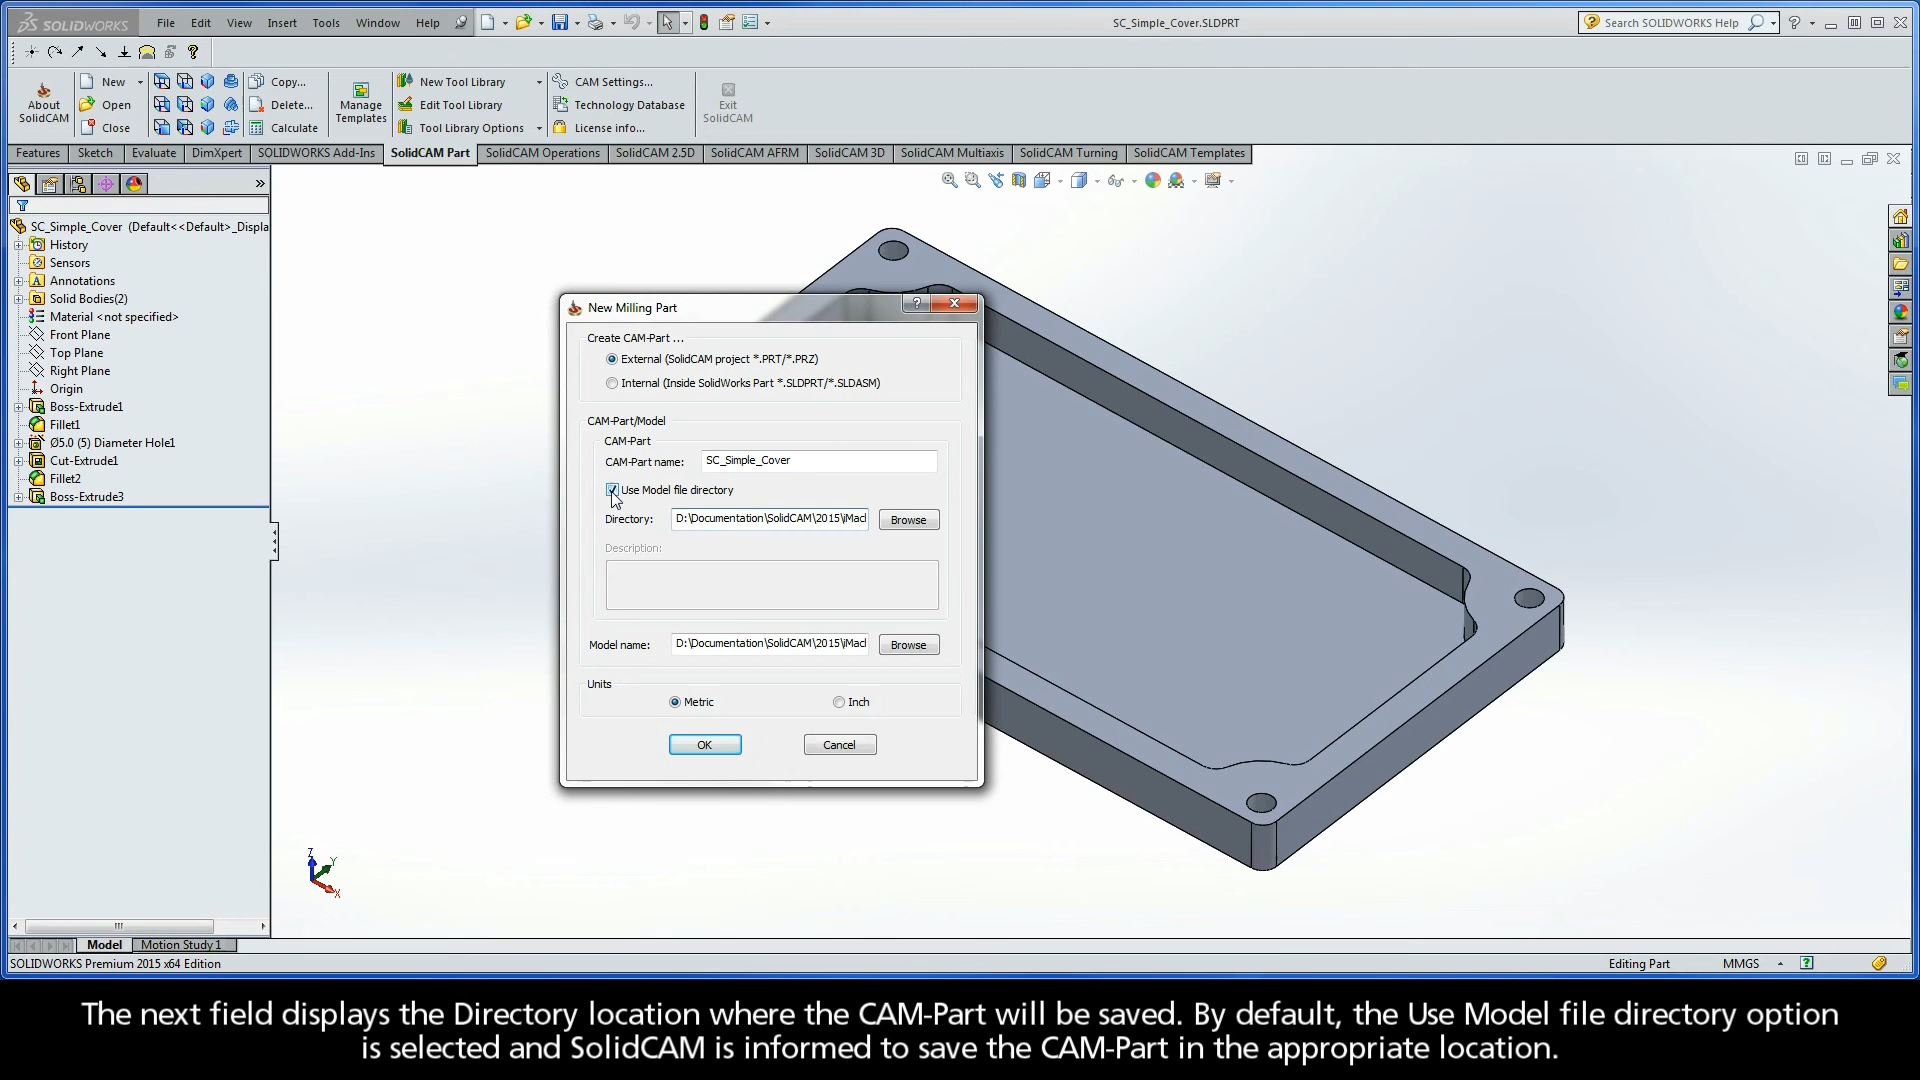 SOLIDWORKS File Edit View Insert Tools Window Help SC_Simple_Cover.SLDPRT Search SOLIDWORKS Help
About SolidCAM
New
Open
Close
Copy...
Delete...
Calculate
Manage Templates
New Tool Library
Edit Tool Library
Tool Library Options
CAM Settings...
Technology Database
License info...
Exit SolidCAM
Features Sketch Evaluate DimXpert SOLIDWORKS Add-Ins SolidCAM Part SolidCAM Operations SolidCAM 2.5D SolidCAM AFRM SolidCAM 3D SolidCAM Multiaxis SolidCAM Turning SolidCAM Templates
SC_Simple_Cover (Default<<Default>_Displa
History
Sensors
Annotations
Solid Bodies(2)
Material <not specified>
Front Plane
Top Plane
Right Plane
Origin
Boss-Extrude1
Fillet1
Ø5.0 (5) Diameter Hole1
Cut-Extrude1
Fillet2
Boss-Extrude3
New Milling Part
Create CAM-Part ...
External (SolidCAM project *.PRT/*.PRZ)
Internal (Inside SolidWorks Part *.SLDPRT/*.SLDASM)
CAM-Part/Model
CAM-Part
CAM-Part name: SC_Simple_Cover
Use Model file directory
Directory: D:\Documentation\SolidCAM\2015\iMacl Browse
Description:
Model name: D:\Documentation\SolidCAM\2015\iMacl Browse
Units
Metric Inch
OK Cancel
Z Y X
Model Motion Study 1
SOLIDWORKS Premium 2015 x64 Edition Editing Part MMGS
The next field displays the Directory location where the CAM-Part will be saved. By default, the Use Model file directory option
is selected and SolidCAM is informed to save the CAM-Part in the appropriate location.